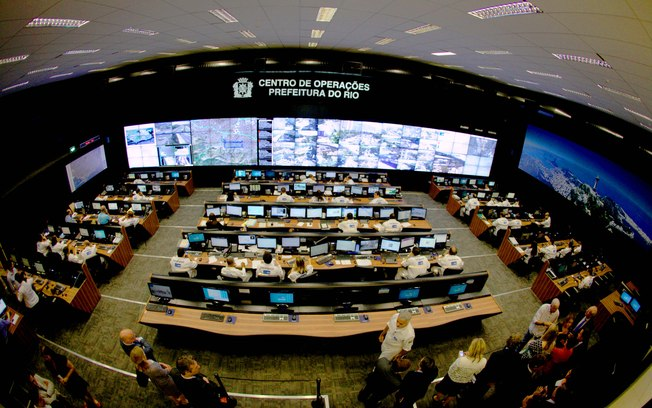 CENTRO DE OPERAÇÕES
PREFEITURA DO RIO